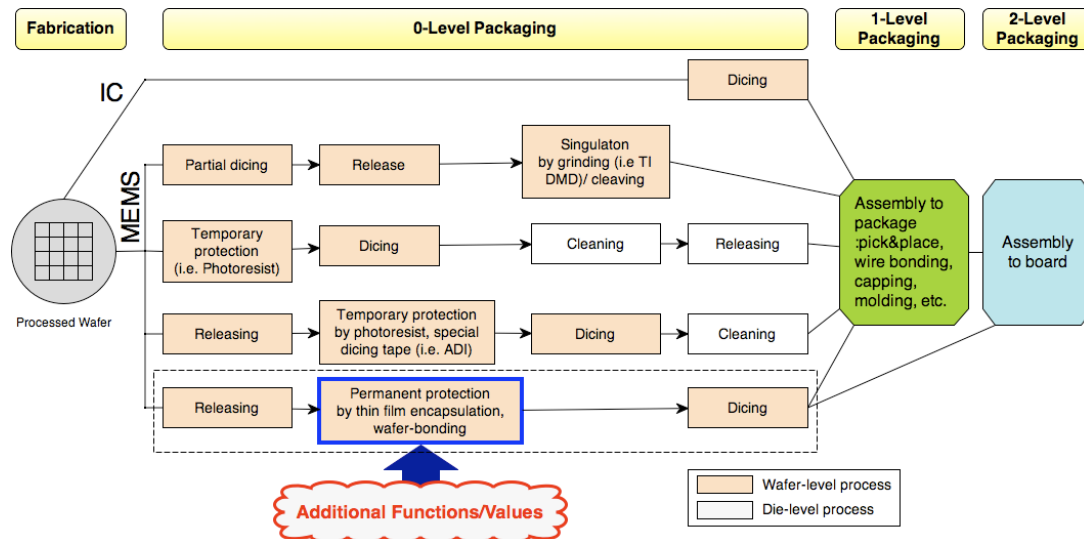 Fabrication
0-Level Packaging
1-Level
Packaging
2-Level
Packaging
IC
Dicing
MEMS
Partial dicing
Release
Singulaton
by grinding (i.e TI
DMD)/ cleaving
Temporary
protection
(i.e. Photoresist)
Dicing
Cleaning
Releasing
Assembly to
package
:pick&place,
wire bonding,
capping,
molding, etc.
Assembly
to board
Processed Wafer
Releasing
Temporary protection
by photoresist, special
dicing tape (i.e. ADI)
Dicing
Cleaning
Releasing
Permanent protection
by thin film encapsulation,
wafer-bonding
Dicing
Additional Functions/Values
Wafer-level process
Die-level process